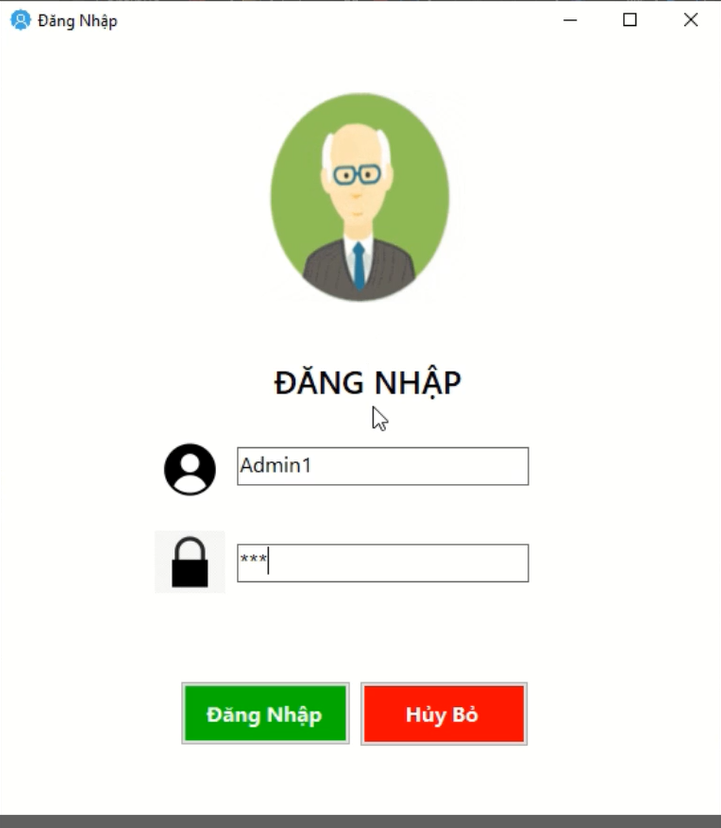 Đăng Nhập
ĐĂNG NHẬP
Admin1
***
Đăng Nhập
Hủy Bỏ